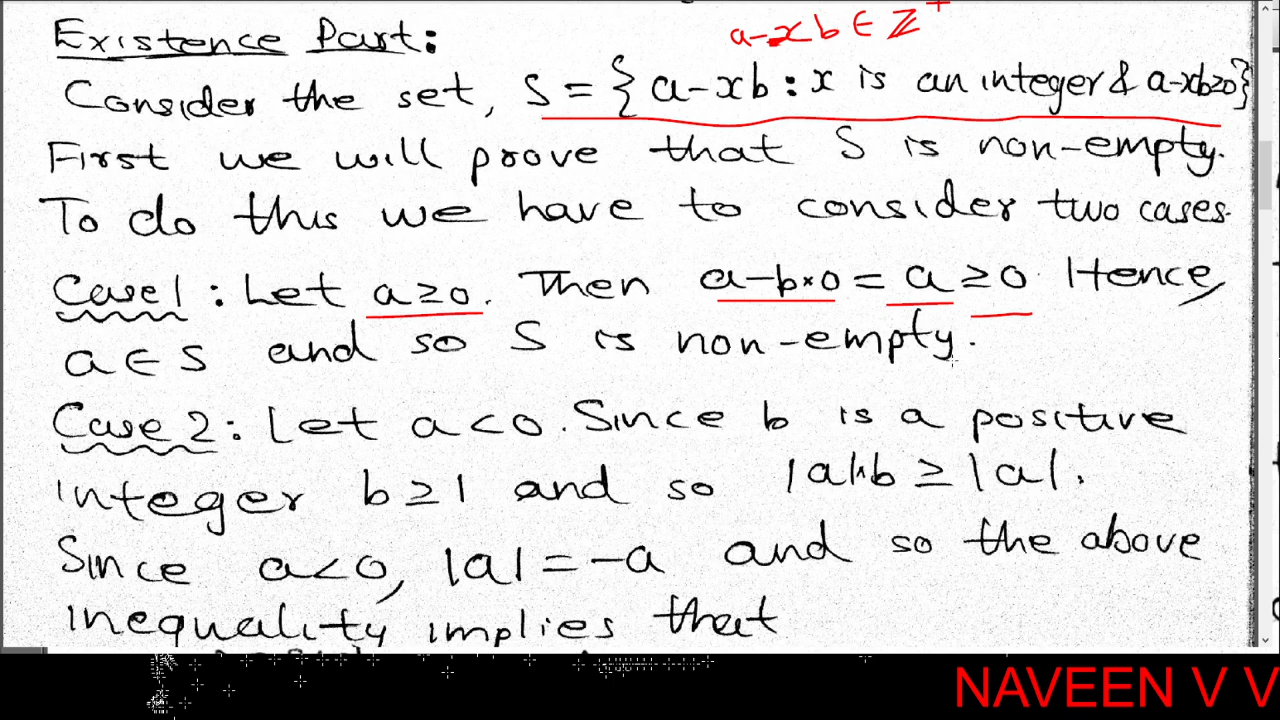 a-xb ∈ Z⁺
Existence Part:
Consider the set, S = { a-xb : x is an integer & a-xb≥0}
First we will prove that S is non-empty.
To do this we have to consider two cases.
Case1 : Let a≥0. Then a-b×0 = a ≥0. Hence,
a∈S and so S is non-empty.
Case 2 : Let a<0. Since b is a positive
integer b≥1 and so |a|×b ≥ |a|.
Since a<0, |a| = -a and so the above
inequality implies that
NAVEEN V V